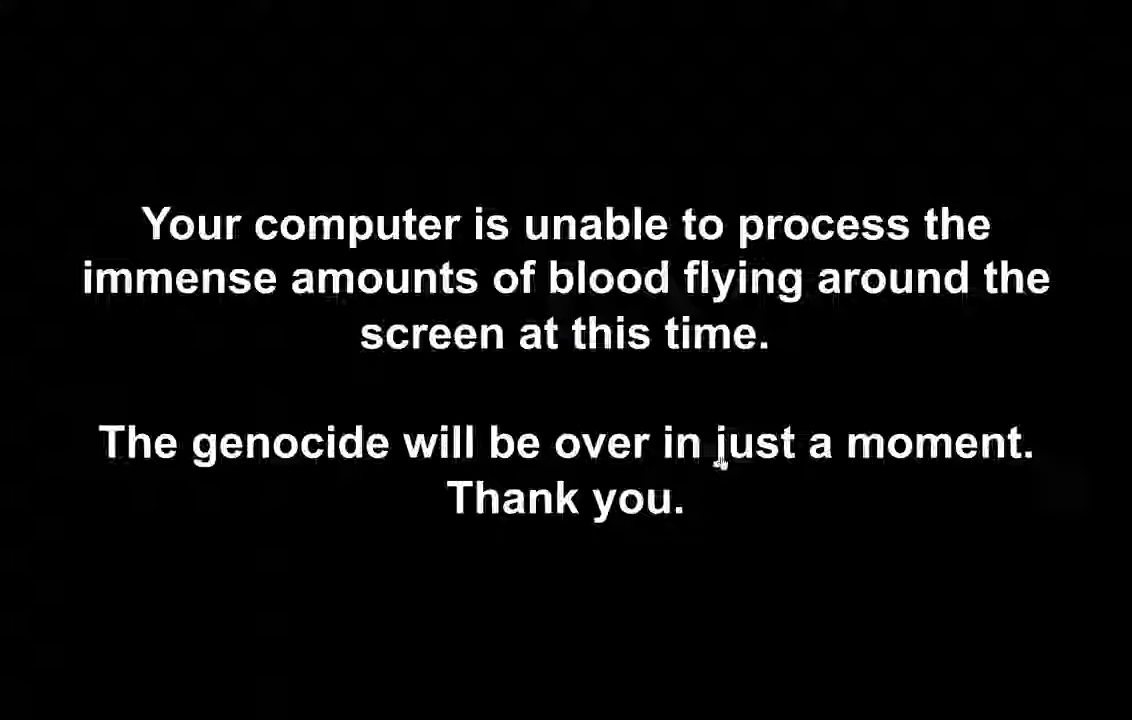 Your computer is unable to process the
immense amounts of blood flying around the
screen at this time.
The genocide will be over in just a moment.
Thank you.